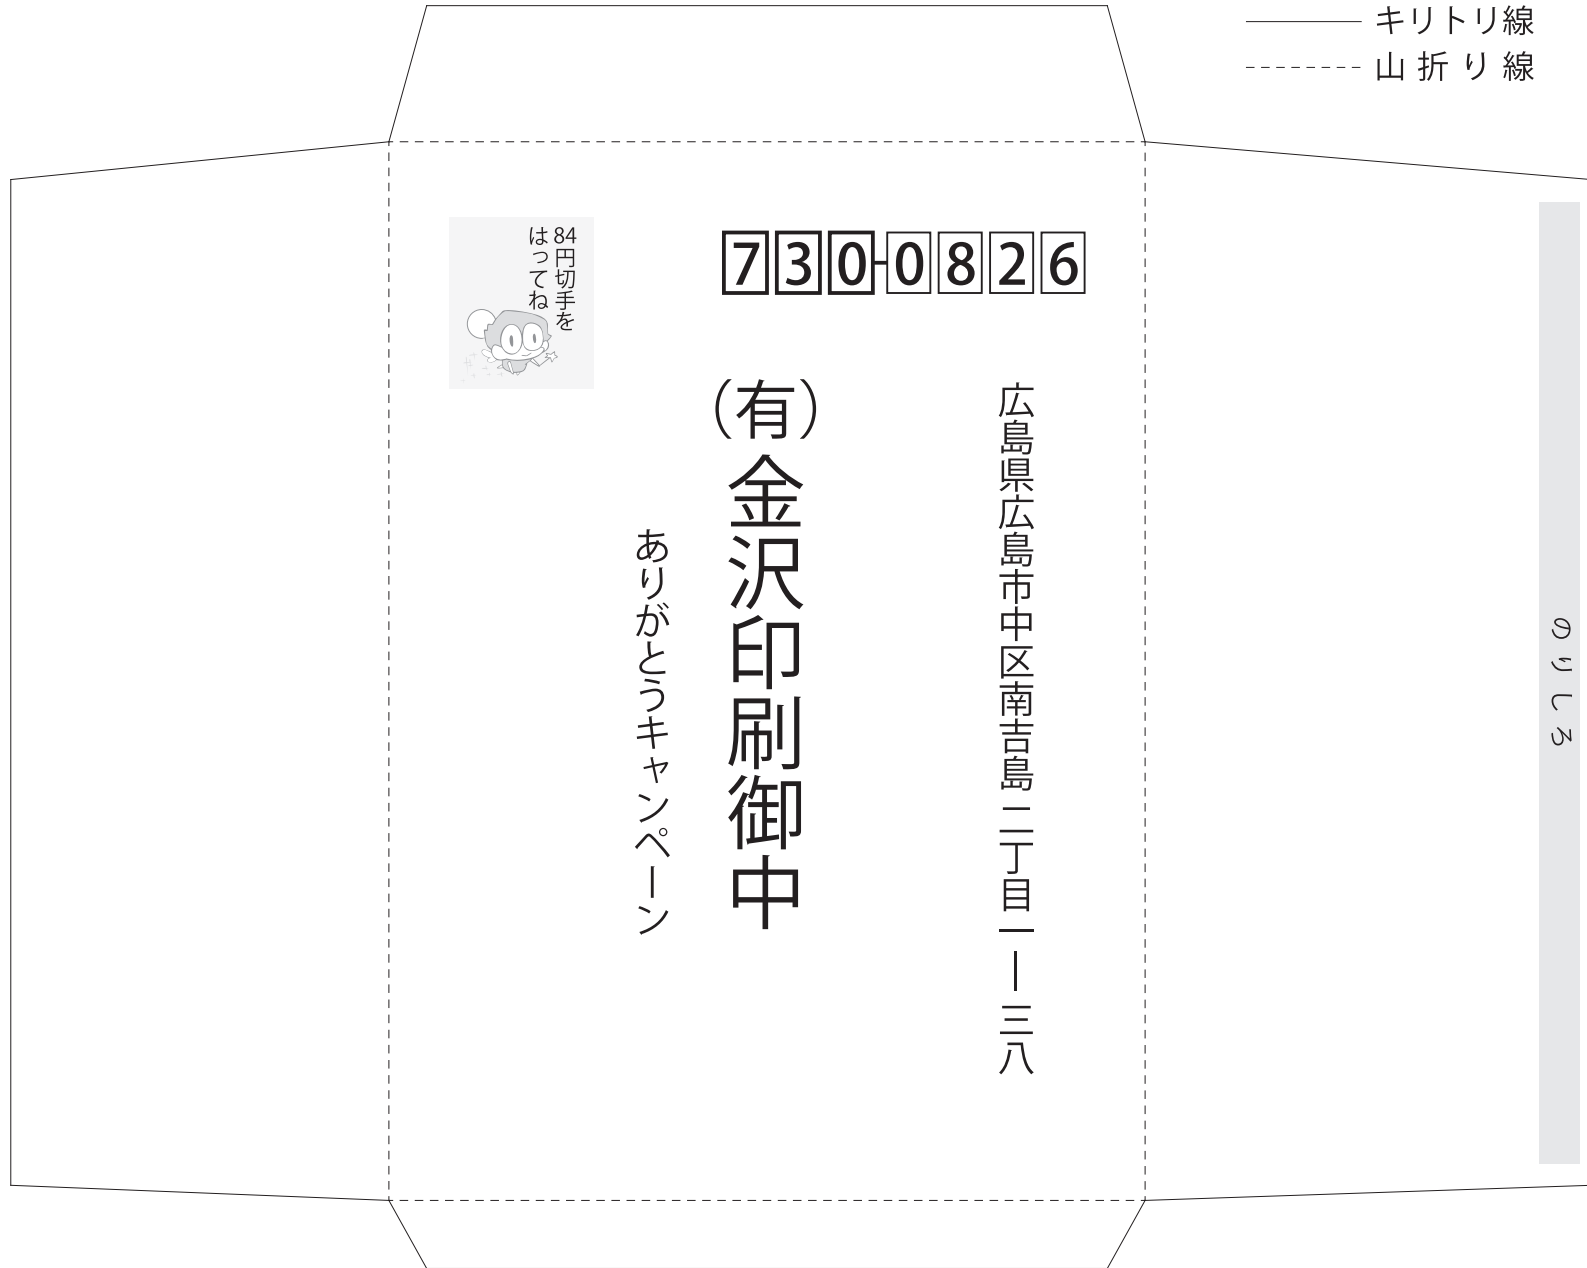 キリトリ線
山折り線
730-0826
広島県広島市中区南吉島二丁目一―三八
(有)金沢印刷御中
ありがとうキャンペーン
84円切手を
はってね
のりしろ